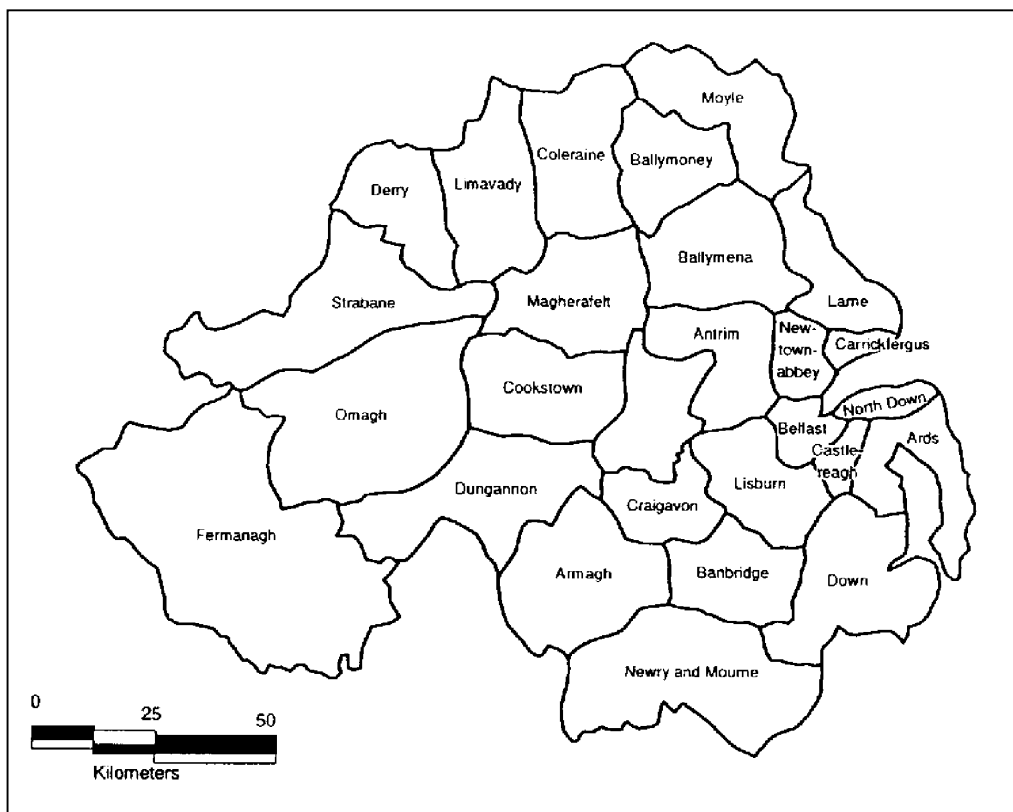 Moyle
Coleraine
Ballymoney
Limavady
Derry
Ballymena
Strabane
Magherafelt
Larne
Antrim
New-
town-
abbey
Carrickfergus
Cookstown
Omagh
North Down
Belfast
Ards
Castle-
reagh
Dungannon
Lisburn
Craigavon
Fermanagh
Armagh
Banbridge
Down
Newry and Mourne
0
25
50
Kilometers